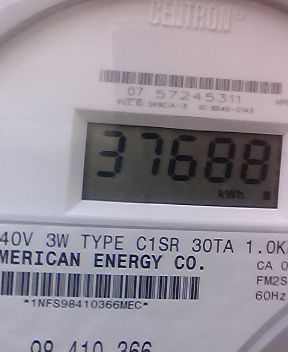 CENTRON
07 57245311
37688
kWh
40V 3W TYPE C1SR 30TA 1.0K
MERICAN ENERGY CO.
CA 0
FM2S
60Hz
*1NFS98410366MEC*
98 410 366